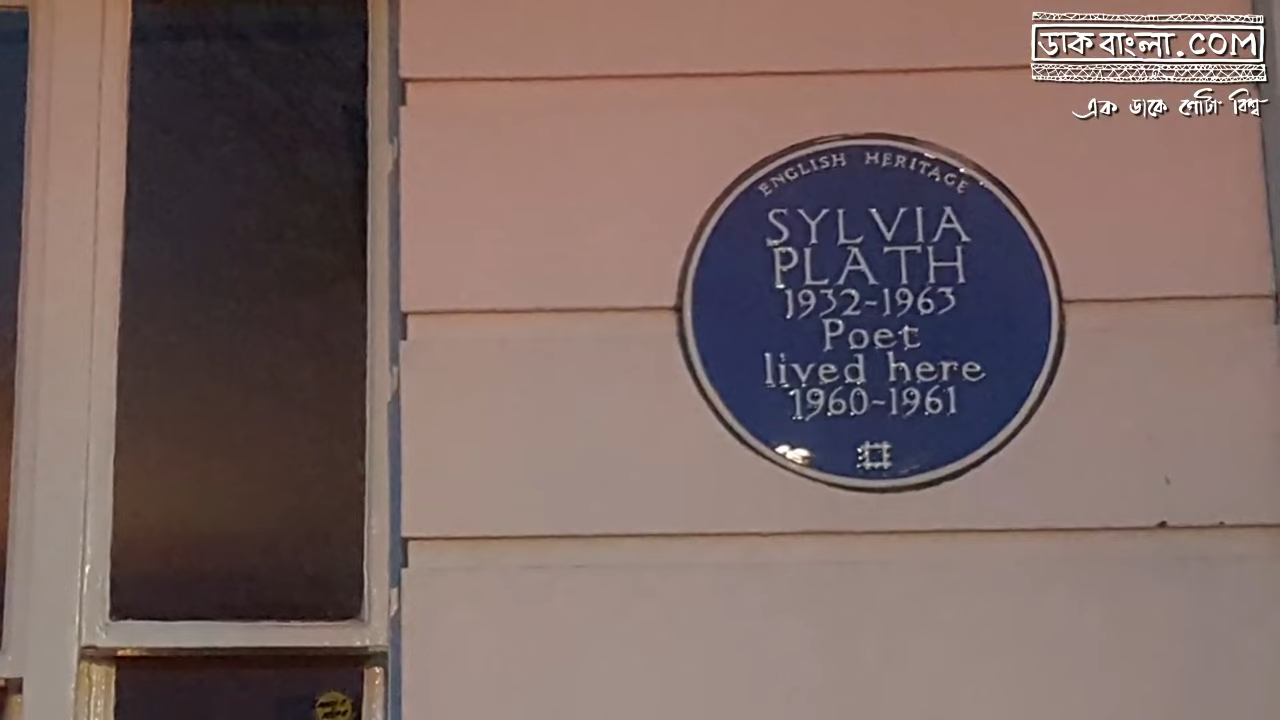 ডাকবাংলা.COM
এক ডাকে গোটা বিশ্ব
ENGLISH HERITAGE
SYLVIA
PLATH
1932-1963
Poet
lived here
1960-1961